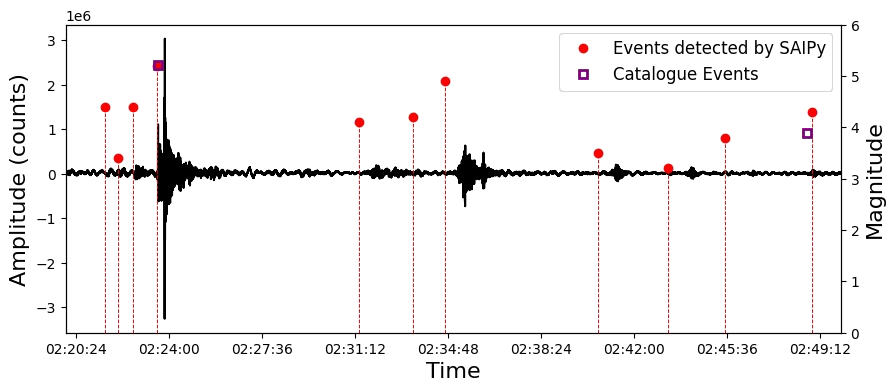 1e6
Events detected by SAIPy
Catalogue Events
Amplitude (counts)
3
2
1
0
−1
−2
−3
6
5
4
3
2
1
0
Magnitude
02:20:24 02:24:00 02:27:36 02:31:12 02:34:48 02:38:24 02:42:00 02:45:36 02:49:12
Time